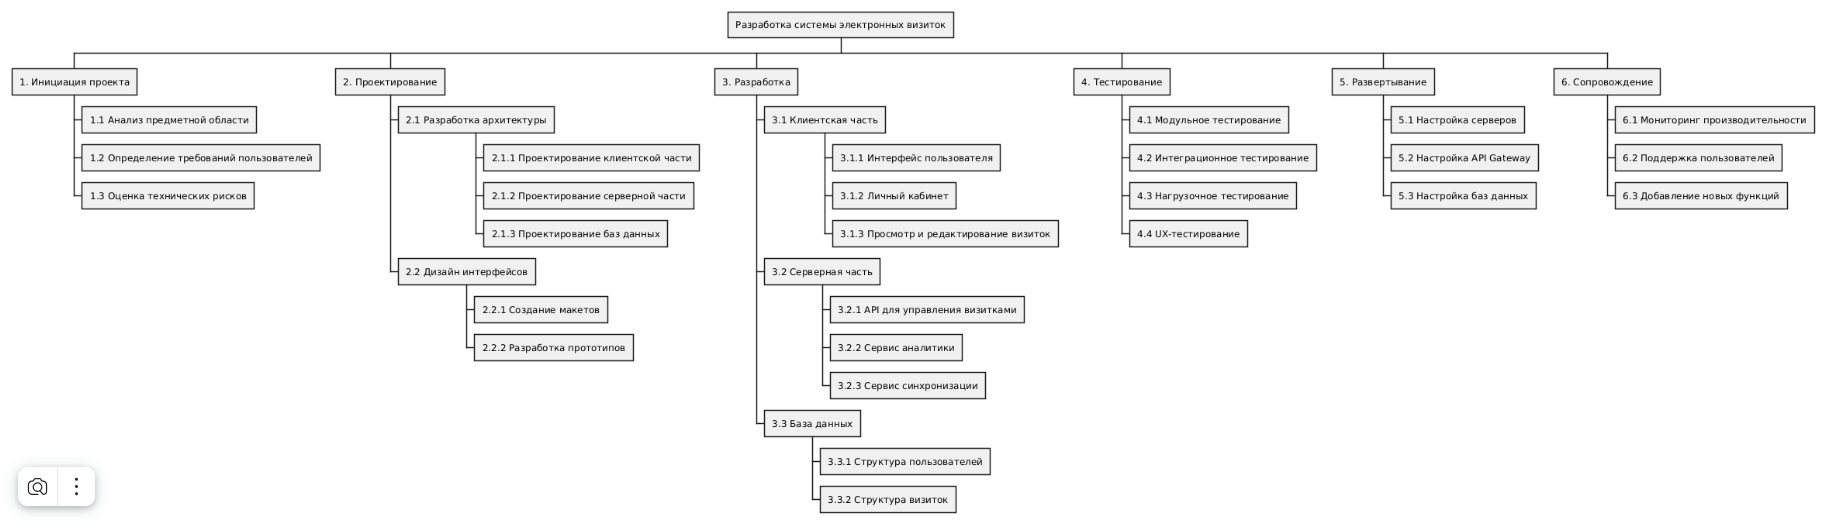 Разработка системы электронных визиток
1. Инициация проекта
1.1 Анализ предметной области
1.2 Определение требований пользователей
1.3 Оценка технических рисков
2. Проектирование
2.1 Разработка архитектуры
2.1.1 Проектирование клиентской части
2.1.2 Проектирование серверной части
2.1.3 Проектирование баз данных
2.2 Дизайн интерфейсов
2.2.1 Создание макетов
2.2.2 Разработка прототипов
3. Разработка
3.1 Клиентская часть
3.1.1 Интерфейс пользователя
3.1.2 Личный кабинет
3.1.3 Просмотр и редактирование визиток
3.2 Серверная часть
3.2.1 API для управления визитками
3.2.2 Сервис аналитики
3.2.3 Сервис синхронизации
3.3 База данных
3.3.1 Структура пользователей
3.3.2 Структура визиток
4. Тестирование
4.1 Модульное тестирование
4.2 Интеграционное тестирование
4.3 Нагрузочное тестирование
4.4 UX-тестирование
5. Развертывание
5.1 Настройка серверов
5.2 Настройка API Gateway
5.3 Настройка баз данных
6. Сопровождение
6.1 Мониторинг производительности
6.2 Поддержка пользователей
6.3 Добавление новых функций